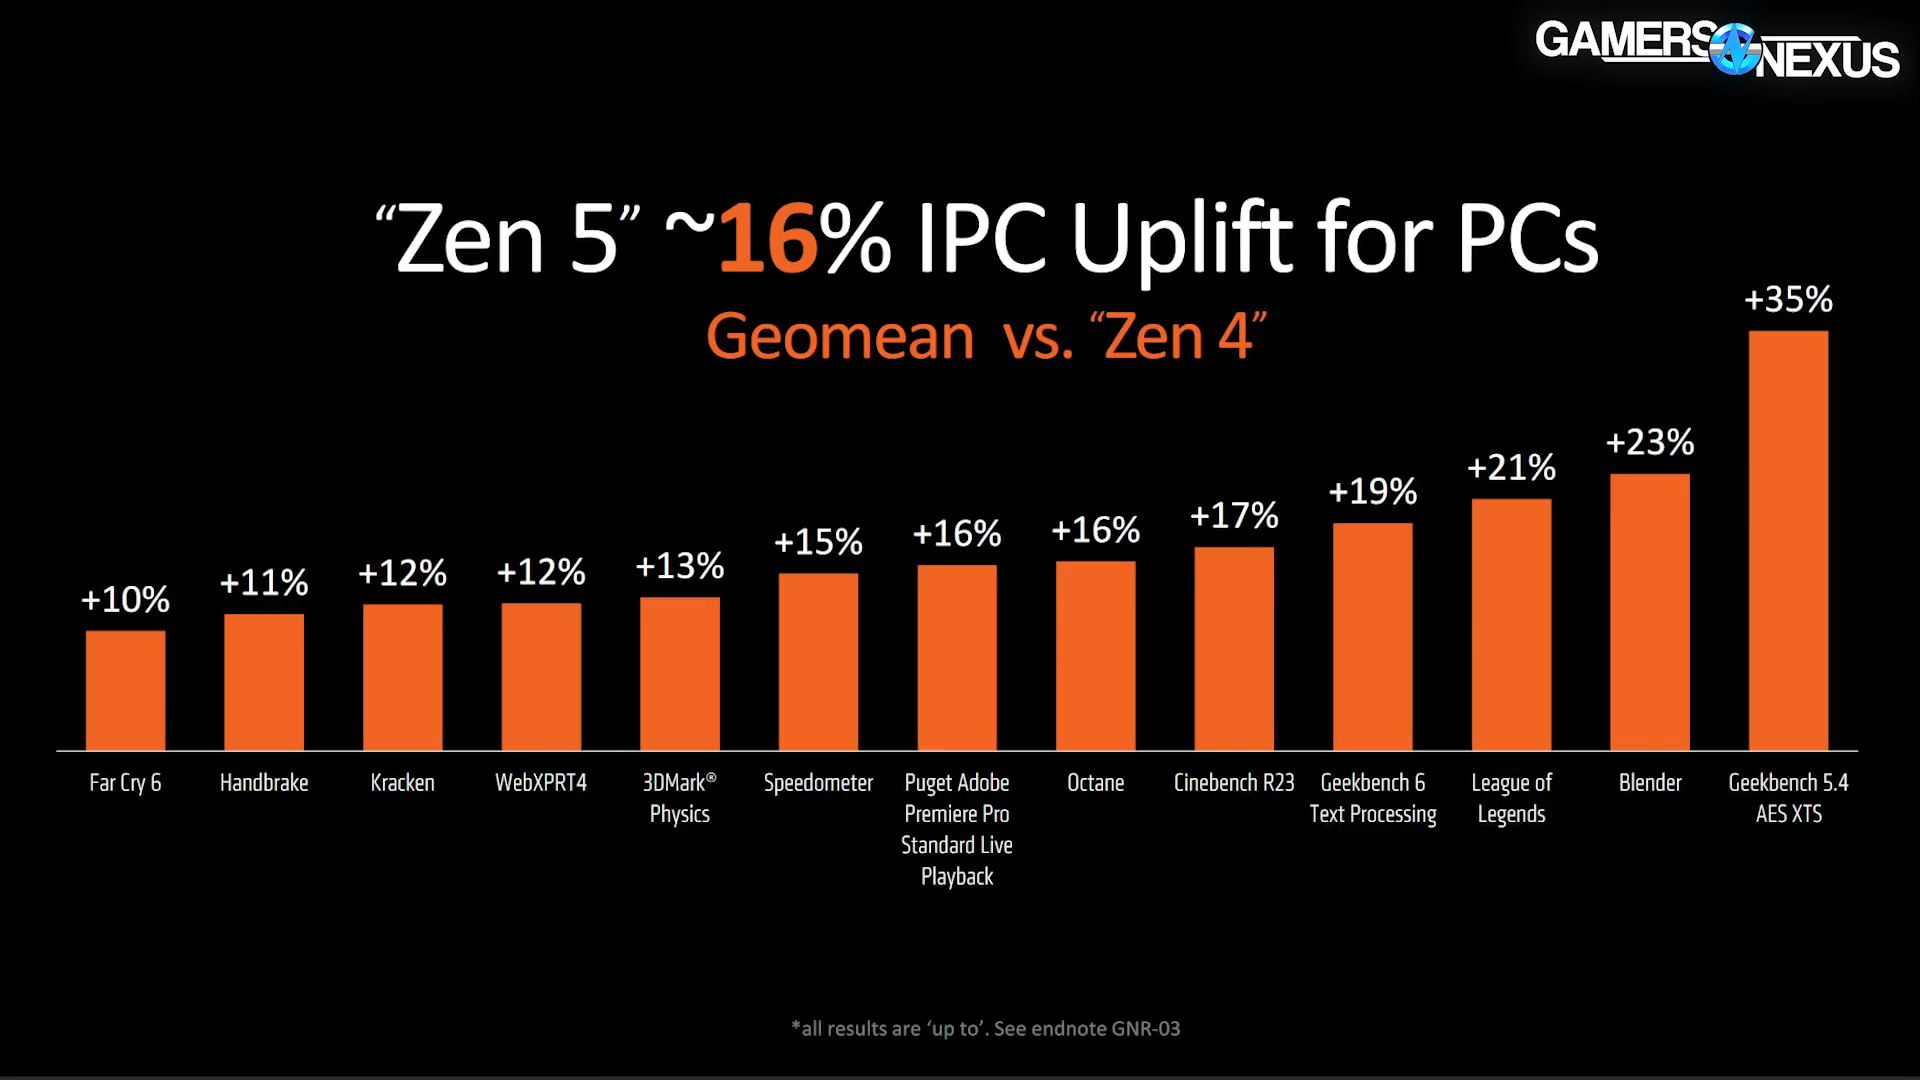 GAMERS NEXUS
“Zen 5” ~16% IPC Uplift for PCs
Geomean vs. “Zen 4”
+10%
+11%
+12%
+12%
+13%
+15%
+16%
+16%
+17%
+19%
+21%
+23%
+35%
Far Cry 6
Handbrake
Kracken
WebXPRT4
3DMark®
Physics
Speedometer
Puget Adobe
Premiere Pro
Standard Live
Playback
Octane
Cinebench R23
Geekbench 6
Text Processing
League of
Legends
Blender
Geekbench 5.4
AES XTS
*all results are ‘up to’. See endnote GNR-03